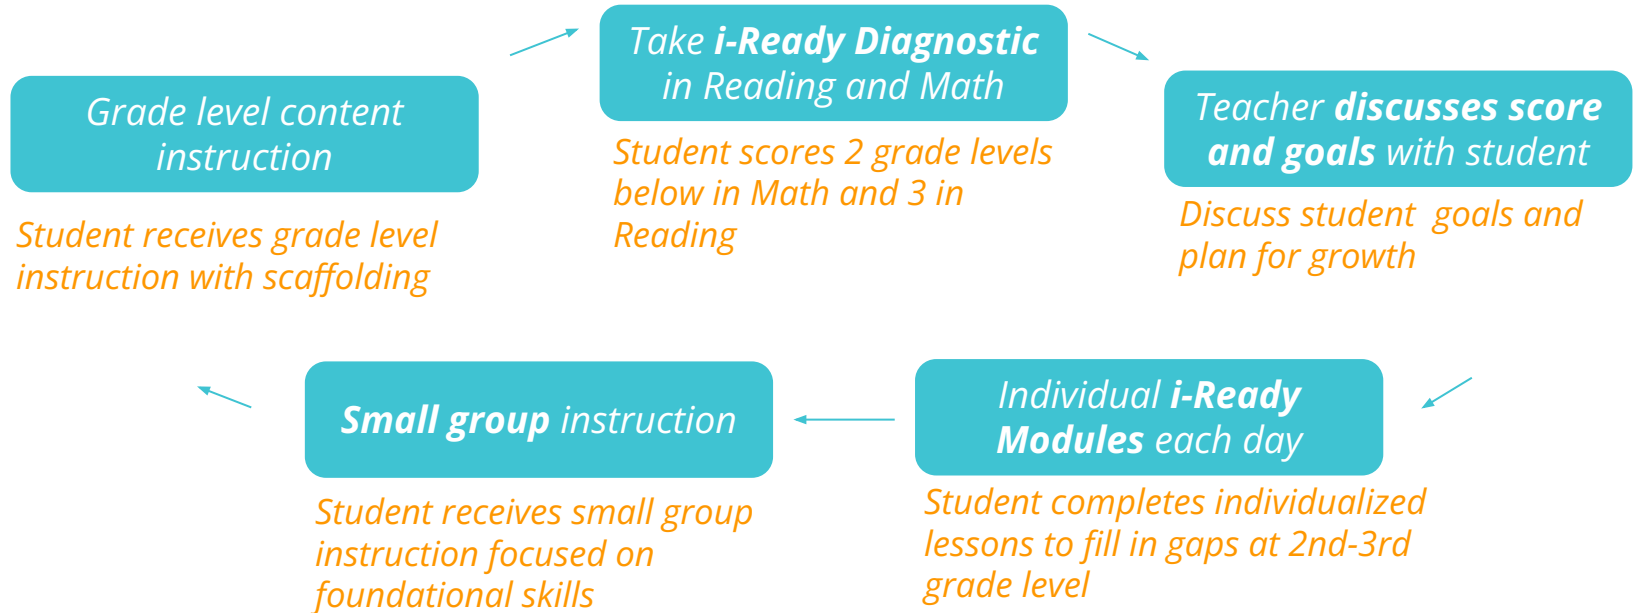 Grade level content
instruction
Student receives grade level
instruction with scaffolding
Take i-Ready Diagnostic
in Reading and Math
Student scores 2 grade levels
below in Math and 3 in
Reading
Teacher discusses score
and goals with student
Discuss student goals and
plan for growth
Individual i-Ready
Modules each day
Student completes individualized
lessons to fill in gaps at 2nd-3rd
grade level
Small group instruction
Student receives small group
instruction focused on
foundational skills